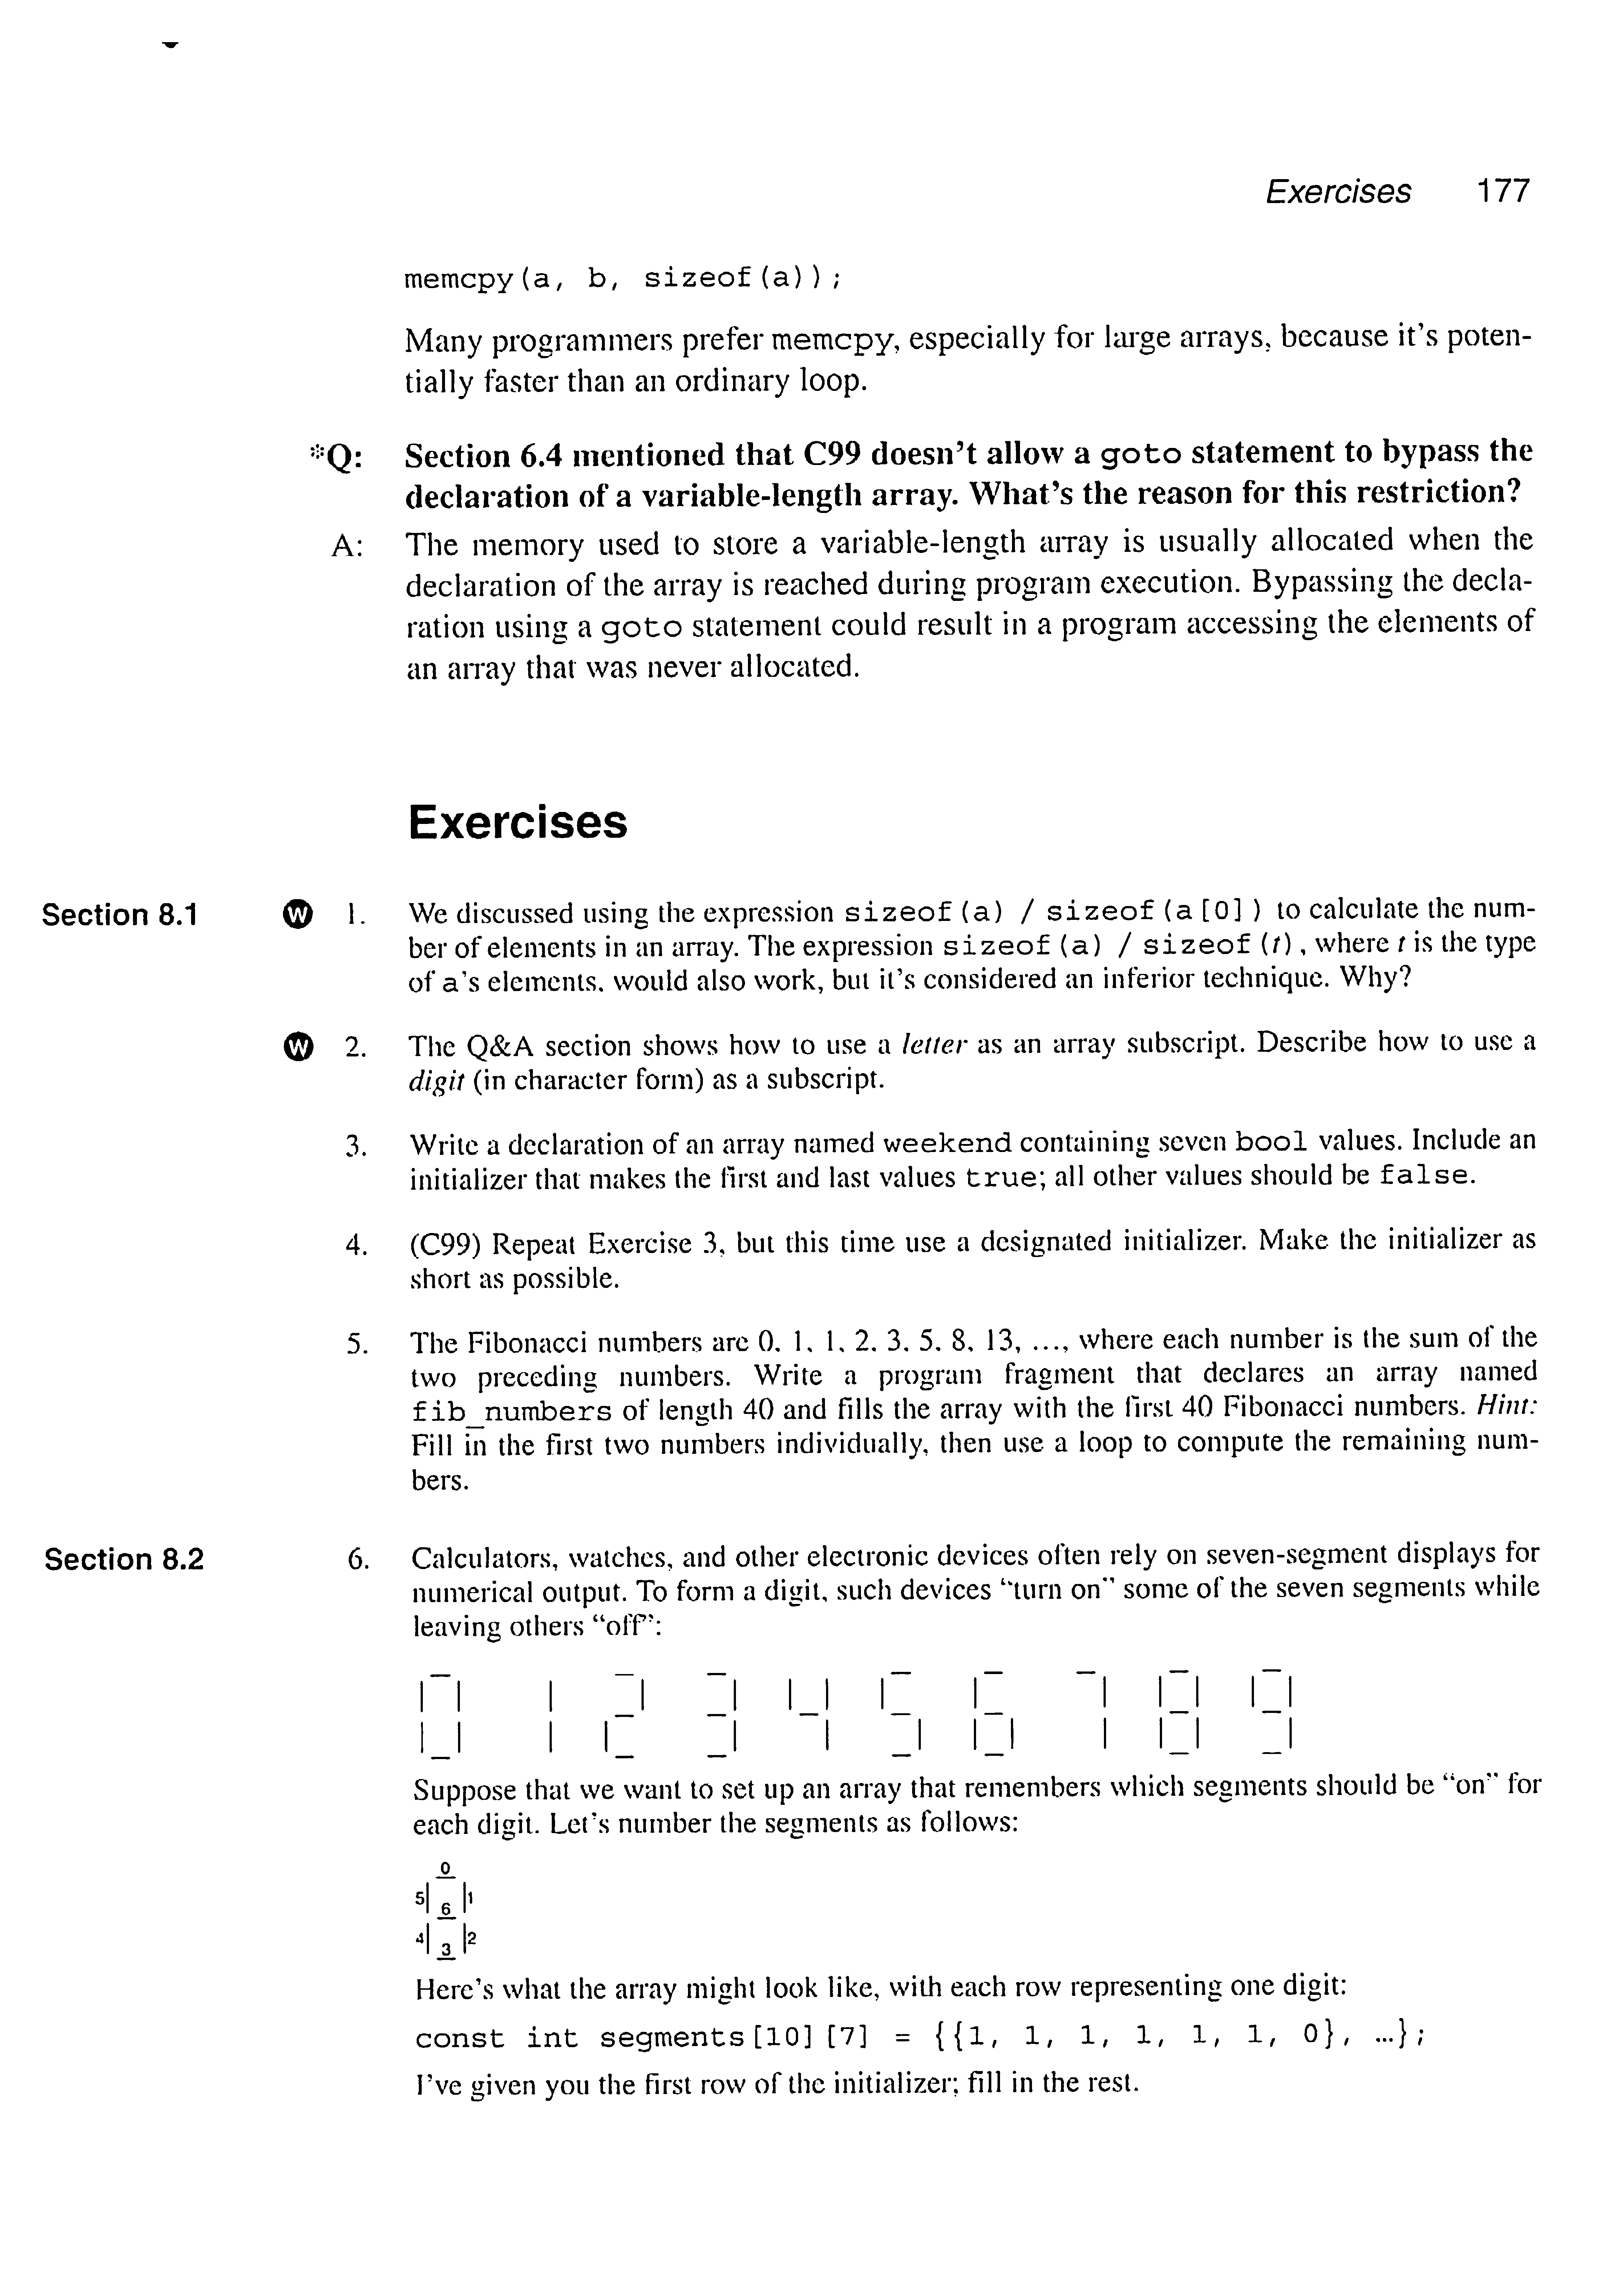 Exercises 177
memcpy(a, b, sizeof(a));
Many programmers prefer memcpy, especially for large arrays, because it's poten-
tially faster than an ordinary loop.
*Q: Section 6.4 mentioned that C99 doesn't allow a goto statement to bypass the
declaration of a variable-length array. What's the reason for this restriction?
A: The memory used to store a variable-length array is usually allocated when the
declaration of the array is reached during program execution. Bypassing the decla-
ration using a goto statement could result in a program accessing the elements of
an array that was never allocated.
Exercises
Section 8.1 W 1. We discussed using the expression sizeof(a) / sizeof(a[0]) to calculate the num-
ber of elements in an array. The expression sizeof(a) / sizeof(t), where t is the type
of a's elements, would also work, but it's considered an inferior technique. Why?
W 2. The Q&A section shows how to use a letter as an array subscript. Describe how to use a
digit (in character form) as a subscript.
3. Write a declaration of an array named weekend containing seven bool values. Include an
initializer that makes the first and last values true; all other values should be false.
4. (C99) Repeat Exercise 3, but this time use a designated initializer. Make the initializer as
short as possible.
5. The Fibonacci numbers are 0, 1, 1, 2, 3, 5, 8, 13, ..., where each number is the sum of the
two preceding numbers. Write a program fragment that declares an array named
fib_numbers of length 40 and fills the array with the first 40 Fibonacci numbers. Hint:
Fill in the first two numbers individually, then use a loop to compute the remaining num-
bers.
Section 8.2 6. Calculators, watches, and other electronic devices often rely on seven-segment displays for
numerical output. To form a digit, such devices "turn on" some of the seven segments while
leaving others "off":
0 1 2 3 4 5 6 7 8 9
Suppose that we want to set up an array that remembers which segments should be "on" for
each digit. Let's number the segments as follows:
0
5 6 1
4 3 2
Here's what the array might look like, with each row representing one digit:
const int segments[10][7] = {{1, 1, 1, 1, 1, 1, 0}, …};
I've given you the first row of the initializer; fill in the rest.